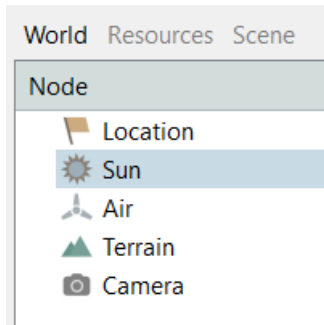 World Resources Scene
Node
Location
Sun
Air
Terrain
Camera